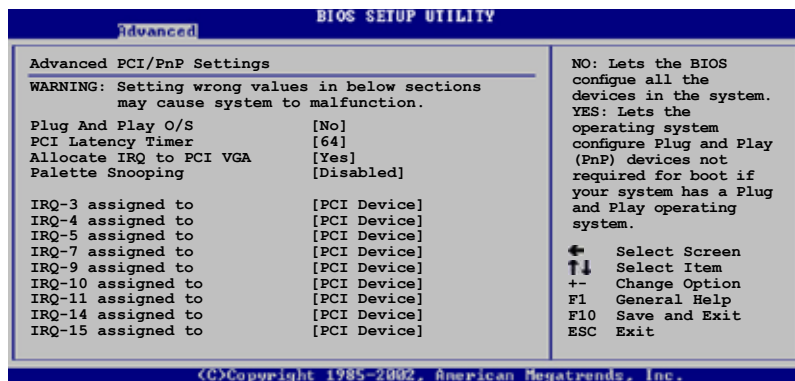 BIOS SETUP UTILITY
Advanced
Advanced PCI/PnP Settings
WARNING: Setting wrong values in below sections
may cause system to malfunction.
Plug And Play O/S [No]
PCI Latency Timer [64]
Allocate IRQ to PCI VGA [Yes]
Palette Snooping [Disabled]
IRQ-3 assigned to [PCI Device]
IRQ-4 assigned to [PCI Device]
IRQ-5 assigned to [PCI Device]
IRQ-7 assigned to [PCI Device]
IRQ-9 assigned to [PCI Device]
IRQ-10 assigned to [PCI Device]
IRQ-11 assigned to [PCI Device]
IRQ-14 assigned to [PCI Device]
IRQ-15 assigned to [PCI Device]
NO: Lets the BIOS
configue all the
devices in the system.
YES: Lets the
operating system
configure Plug and Play
(PnP) devices not
required for boot if
your system has a Plug
and Play operating
system.
← Select Screen
↑↓ Select Item
+- Change Option
F1 General Help
F10 Save and Exit
ESC Exit
(C)Copyright 1985-2002, American Megatrends, Inc.